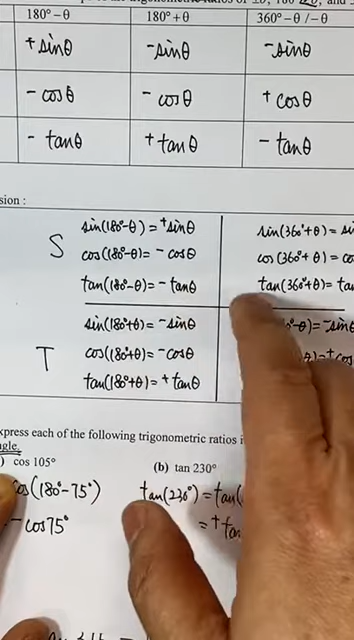 180° − θ 180° + θ 360° − θ / −θ
+ sinθ − sinθ − sinθ
− cosθ − cosθ + cosθ
− tanθ + tanθ − tanθ
sion :
S
sin(180°-θ) = + sinθ
cos(180°-θ) = − cosθ
tan(180°-θ) = − tanθ
sin(360°+θ) =
cos(360°+θ) =
tan(360°+θ) =
T
sin(180°+θ) = − sinθ
cos(180°+θ) = − cosθ
tan(180°+θ) = + tanθ
-θ) = − sinθ
xpress each of the following trigonometric ratios
ngle.
) cos 105° (b) tan 230°
cos(180°-75°) tan(230°) = tan(
− cos75° = +